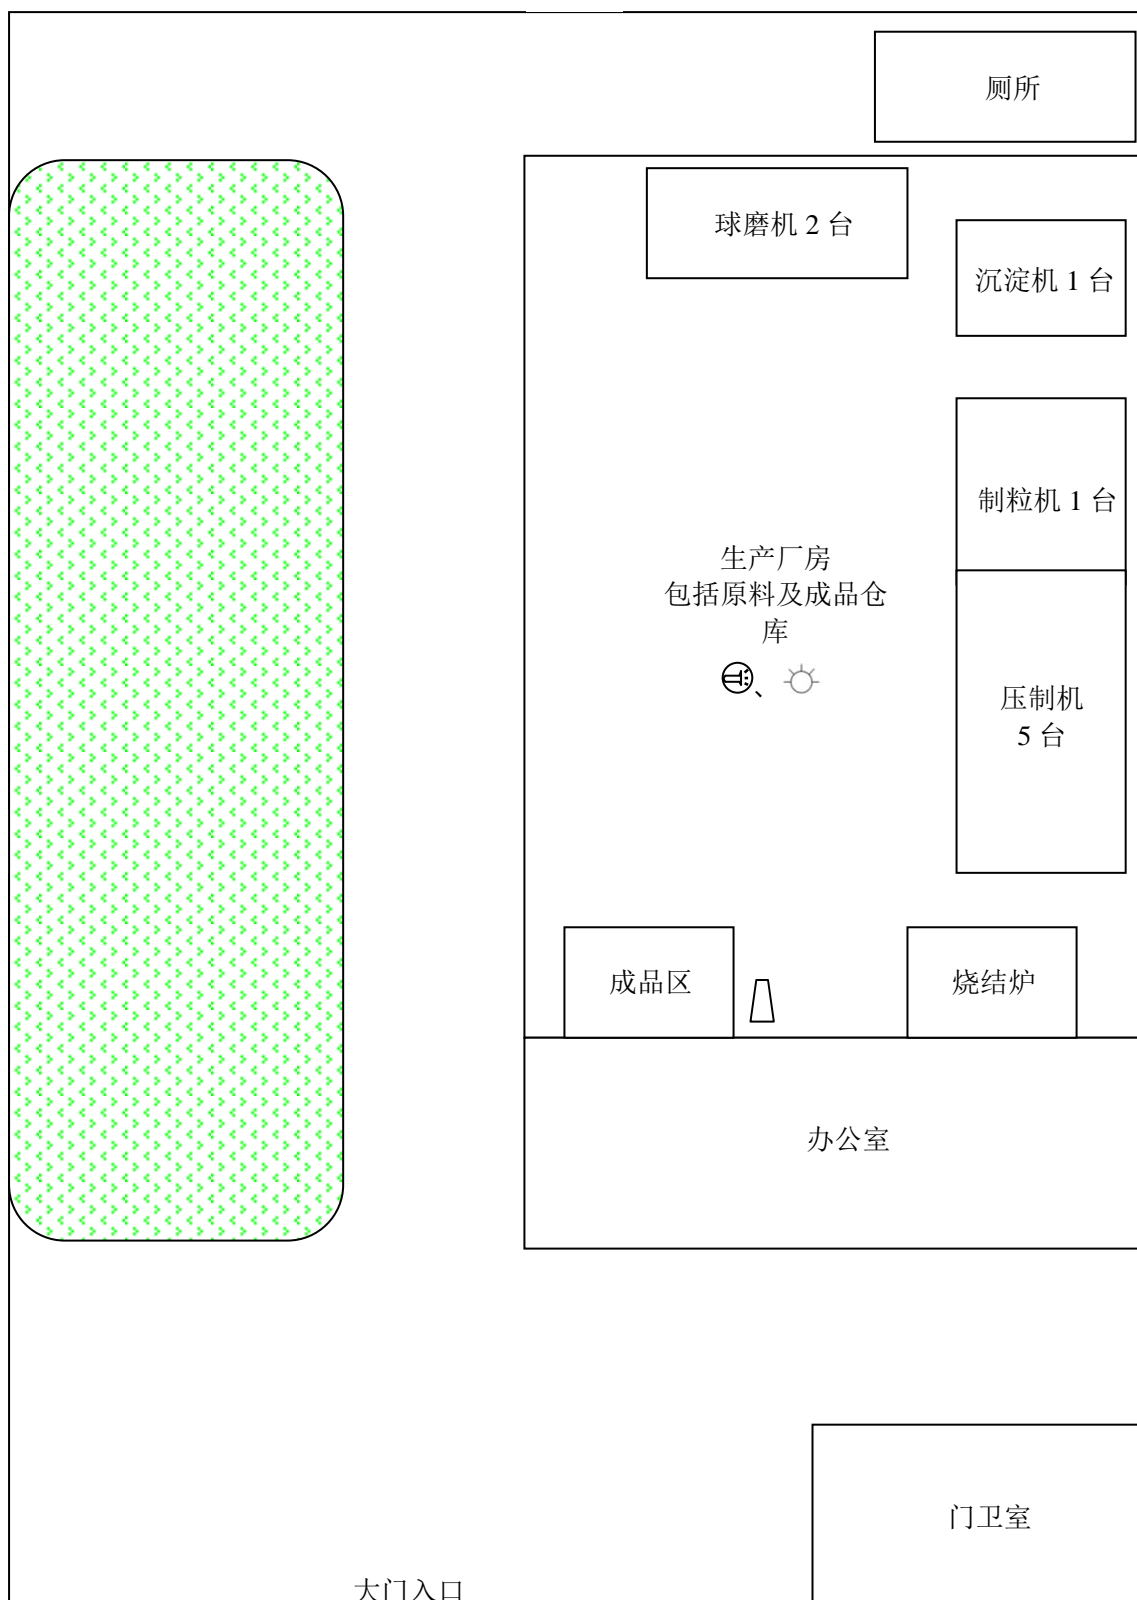 厕所
球磨机 2 台
沉淀机 1 台
制粒机 1 台
生产厂房
包括原料及成品仓
库
、
压制机
5 台
成品区
烧结炉
办公室
门卫室
大门入口